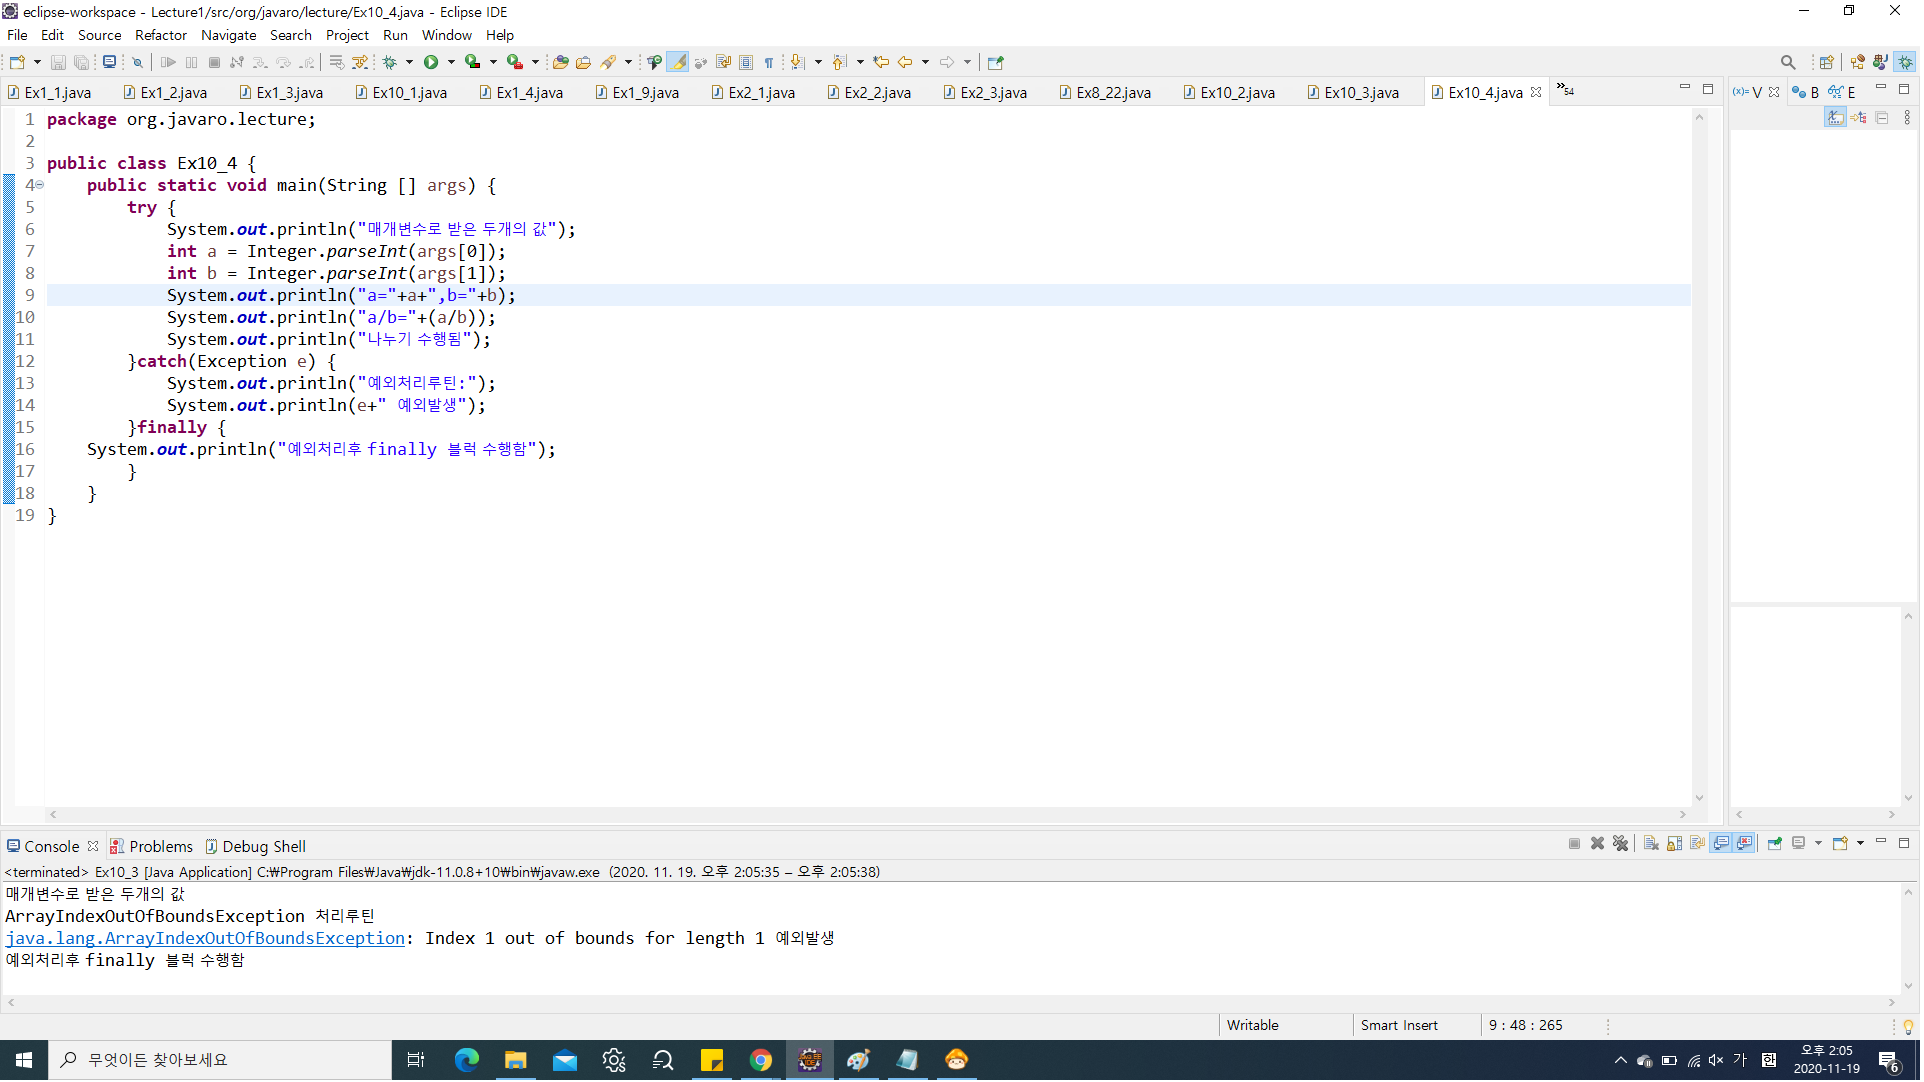 eclipse-workspace - Lecture1/src/org/javaro/lecture/Ex10_4.java - Eclipse IDE
File Edit Source Refactor Navigate Search Project Run Window Help
Ex1_1.java Ex1_2.java Ex1_3.java Ex10_1.java Ex1_4.java Ex1_9.java Ex2_1.java Ex2_2.java Ex2_3.java Ex8_22.java Ex10_2.java Ex10_3.java Ex10_4.java »54 (x)= V B E
1 package org.javaro.lecture;
2
3 public class Ex10_4 {
4 public static void main(String [] args) {
5 try {
6 System.out.println("매개변수로 받은 두개의 값");
7 int a = Integer.parseInt(args[0]);
8 int b = Integer.parseInt(args[1]);
9 System.out.println("a="+a+",b="+b);
10 System.out.println("a/b="+(a/b));
11 System.out.println("나누기 수행됨");
12 }catch(Exception e) {
13 System.out.println("예외처리루틴:");
14 System.out.println(e+" 예외발생");
15 }finally {
16 System.out.println("예외처리후 finally 블럭 수행함");
17 }
18 }
19 }
Console Problems Debug Shell
<terminated> Ex10_3 [Java Application] C:₩Program Files₩Java₩jdk-11.0.8+10₩bin₩javaw.exe (2020. 11. 19. 오후 2:05:35 – 오후 2:05:38)
매개변수로 받은 두개의 값
ArrayIndexOutOfBoundsException 처리루틴
java.lang.ArrayIndexOutOfBoundsException: Index 1 out of bounds for length 1 예외발생
예외처리후 finally 블럭 수행함
Writable Smart Insert 9 : 48 : 265
무엇이든 찾아보세요 가 한 오후 2:05
2020-11-19 6